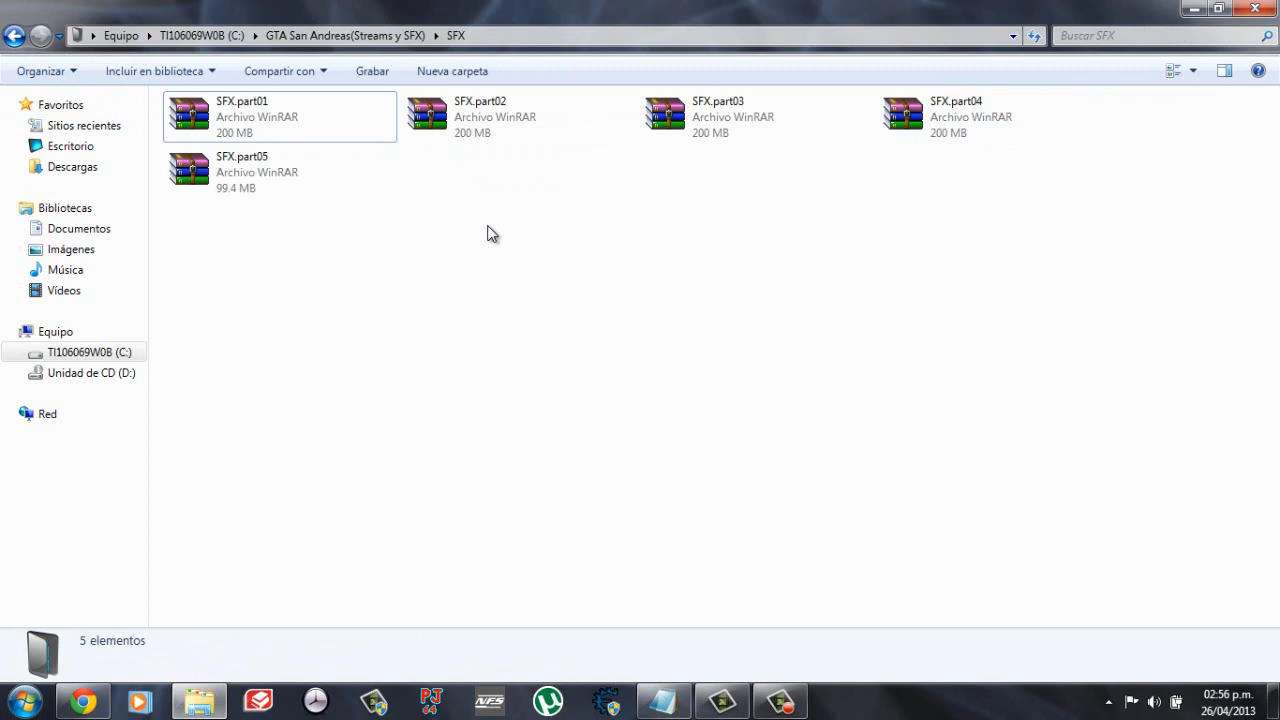 Equipo
TI106069W0B (C:)
GTA San Andreas(Streams y SFX)
SFX
Buscar SFX
Organizar
Incluir en biblioteca
Compartir con
Grabar
Nueva carpeta
Favoritos
Sitios recientes
Escritorio
Descargas
Bibliotecas
Documentos
Imágenes
Música
Vídeos
Equipo
TI106069W0B (C:)
Unidad de CD (D:)
Red
SFX.part01
Archivo WinRAR
200 MB
SFX.part02
Archivo WinRAR
200 MB
SFX.part03
Archivo WinRAR
200 MB
SFX.part04
Archivo WinRAR
200 MB
SFX.part05
Archivo WinRAR
99.4 MB
5 elementos
PJ
64
NFS
02:56 p.m.
26/04/2013